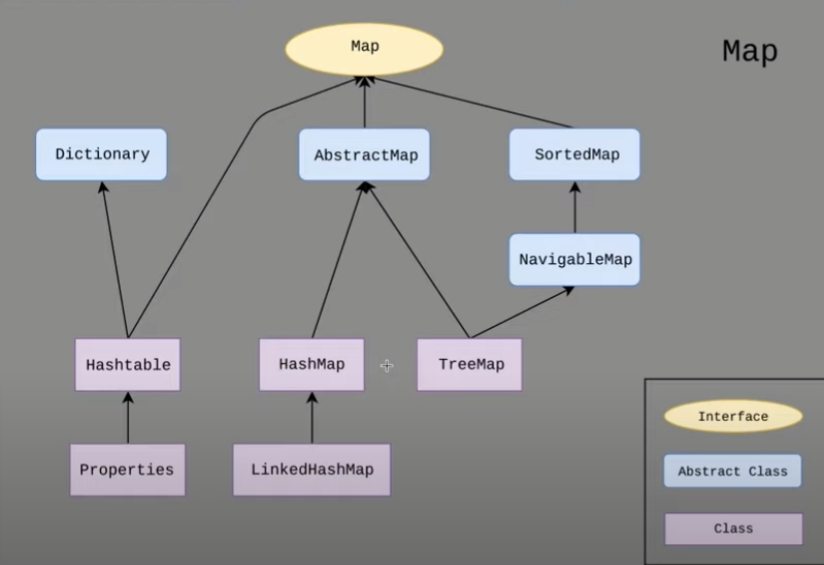 Map
Map
Dictionary
AbstractMap
SortedMap
NavigableMap
Hashtable
HashMap
TreeMap
Properties
LinkedHashMap
Interface
Abstract Class
Class